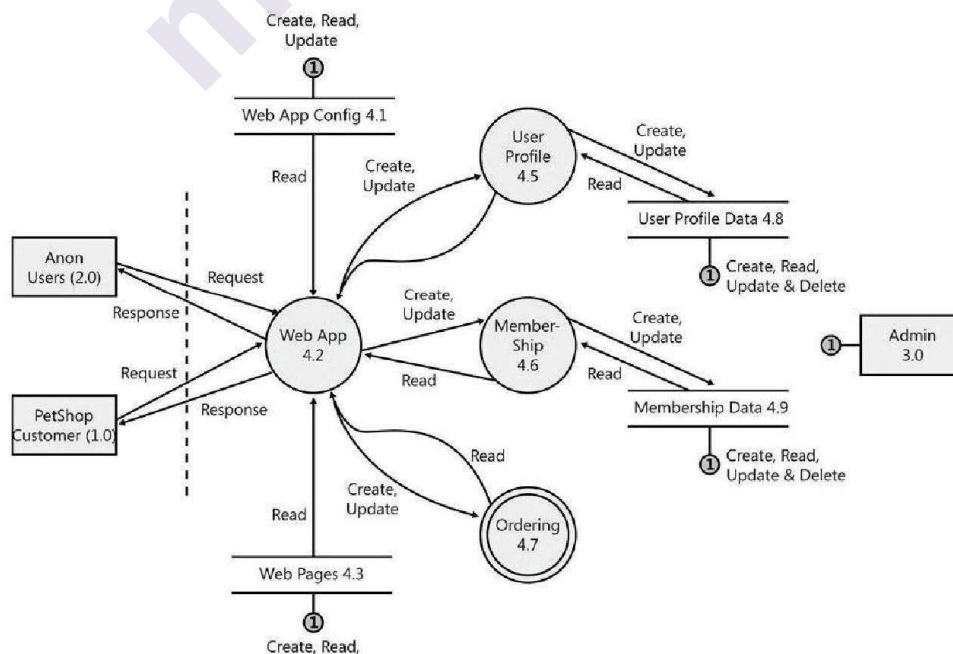 Create, Read,
Update
1
Web App Config 4.1
User
Profile
4.5
Create,
Update
Create,
Update
Read
Read
User Profile Data 4.8
Anon
Users (2.0)
Request
1
Create, Read,
Update & Delete
Response
Create,
Update
Member-
Ship
4.6
Create,
Update
Web App
4.2
Admin
3.0
1
Request
Read
Read
PetShop
Customer (1.0)
Response
Membership Data 4.9
Read
1
Create, Read,
Update & Delete
Create,
Update
Read
Ordering
4.7
Web Pages 4.3
1
Create, Read,